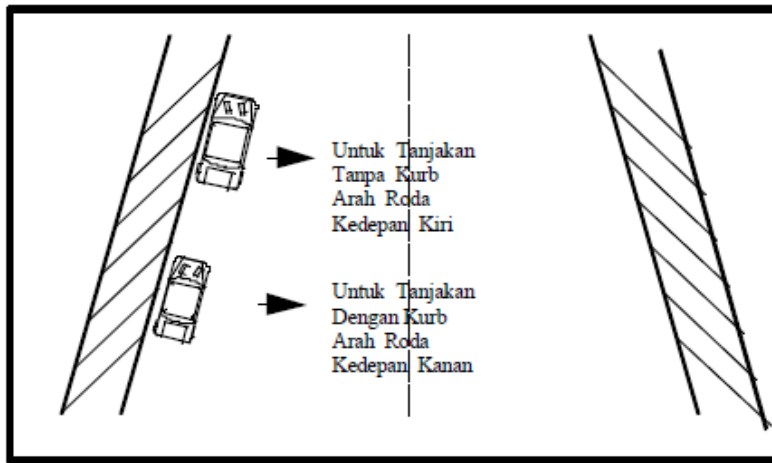 Untuk Tanjakan
Tanpa Kurb
Arah Roda
Kedepan Kiri
Untuk Tanjakan
Dengan Kurb
Arah Roda
Kedepan Kanan